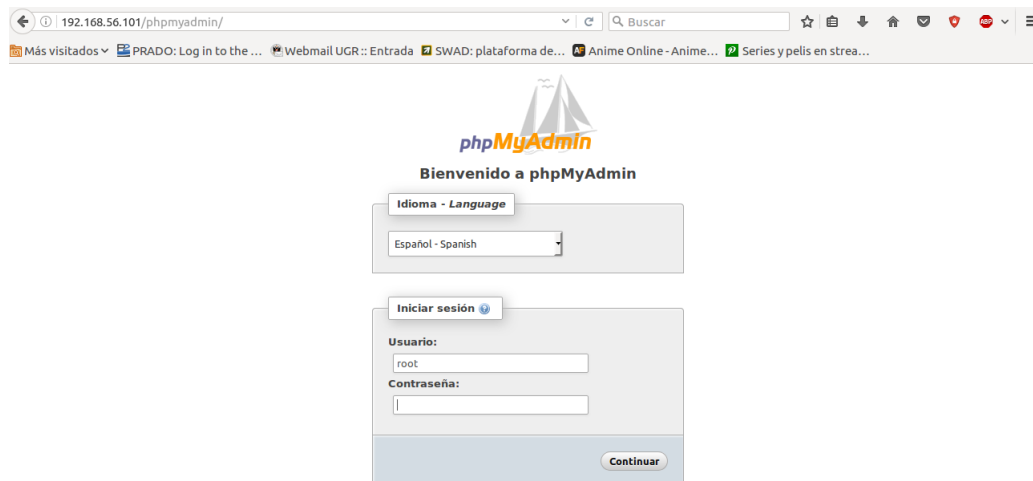 192.168.56.101/phpmyadmin/ Buscar ABP
Más visitados PRADO: Log in to the ... Webmail UGR :: Entrada SWAD: plataforma de... Anime Online - Anime... Series y pelis en strea...
phpMyAdmin
Bienvenido a phpMyAdmin
Idioma - Language
Español - Spanish
Iniciar sesión
Usuario:
root
Contraseña:
Continuar